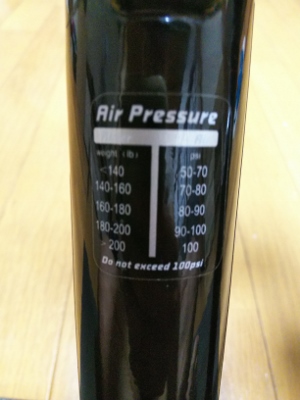 Air Pressure
weight (lb) psi
<140 50-70
140-160 70-80
160-180 80-90
180-200 90-100
>200 100
Do not exceed 100psi